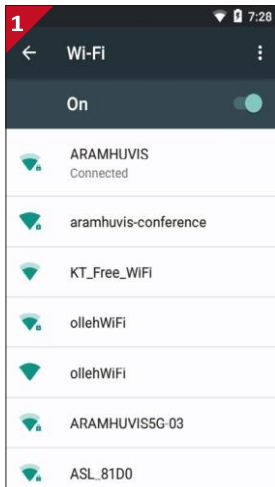 1
7:28
Wi-Fi
On
ARAMHUVIS
Connected
aramhuvis-conference
KT_Free_WiFi
ollehWiFi
ollehWiFi
ARAMHUVIS5G-03
ASL_81D0